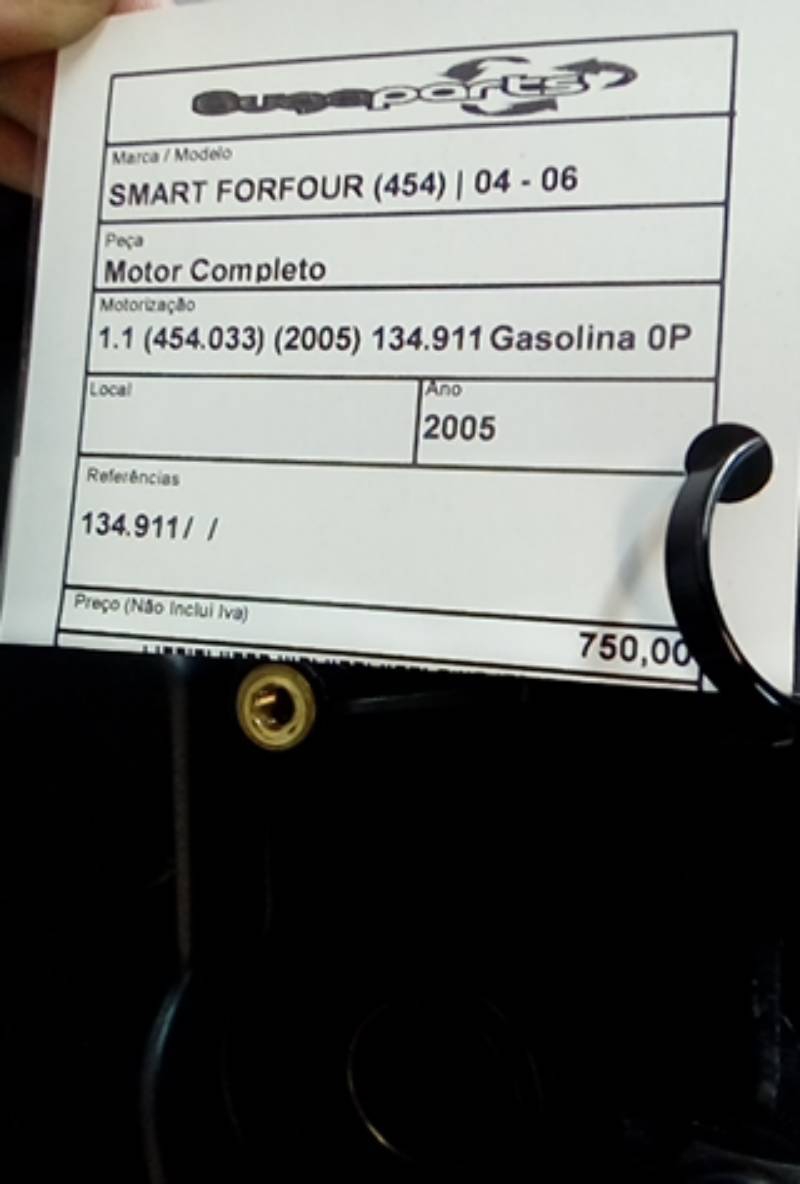 Ougaparts
Marca / Modelo
SMART FORFOUR (454) | 04 - 06
Peça
Motor Completo
Motorização
1.1 (454.033) (2005) 134.911 Gasolina 0P
Local
Ano
2005
Referências
134.911/ /
Preço (Não Inclui Iva)
750,00